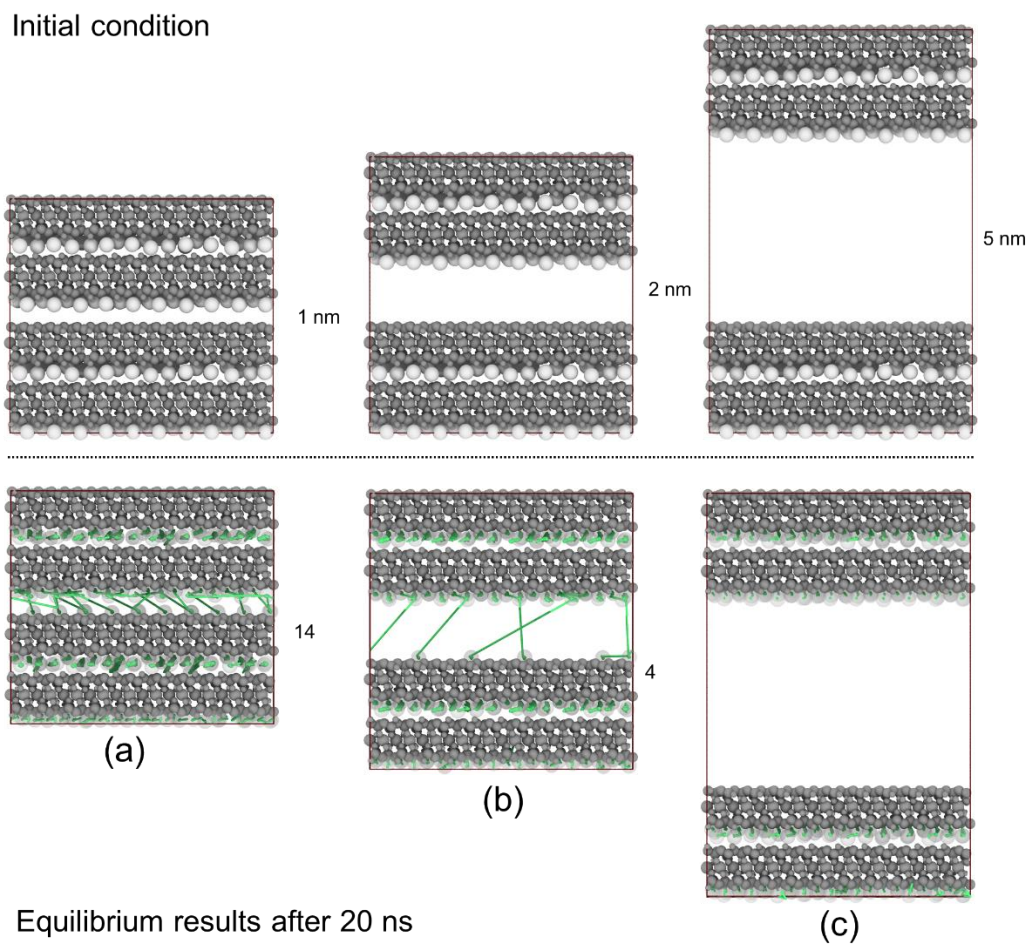 Initial condition
1 nm
2 nm
5 nm
14
4
(a)
(b)
(c)
Equilibrium results after 20 ns